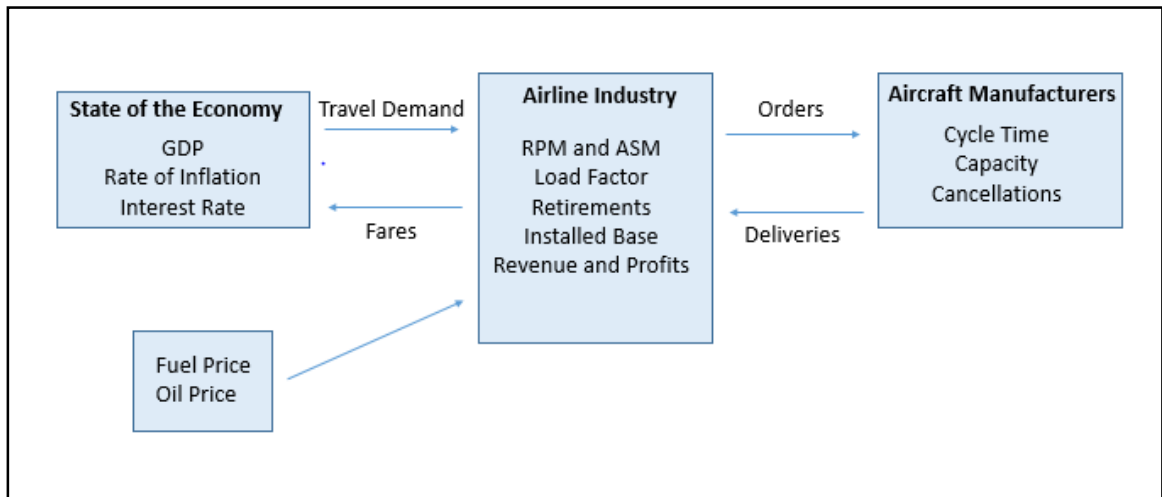 State of the Economy
GDP
Rate of Inflation
Interest Rate
Travel Demand
Fares
Airline Industry
RPM and ASM
Load Factor
Retirements
Installed Base
Revenue and Profits
Orders
Deliveries
Aircraft Manufacturers
Cycle Time
Capacity
Cancellations
Fuel Price
Oil Price